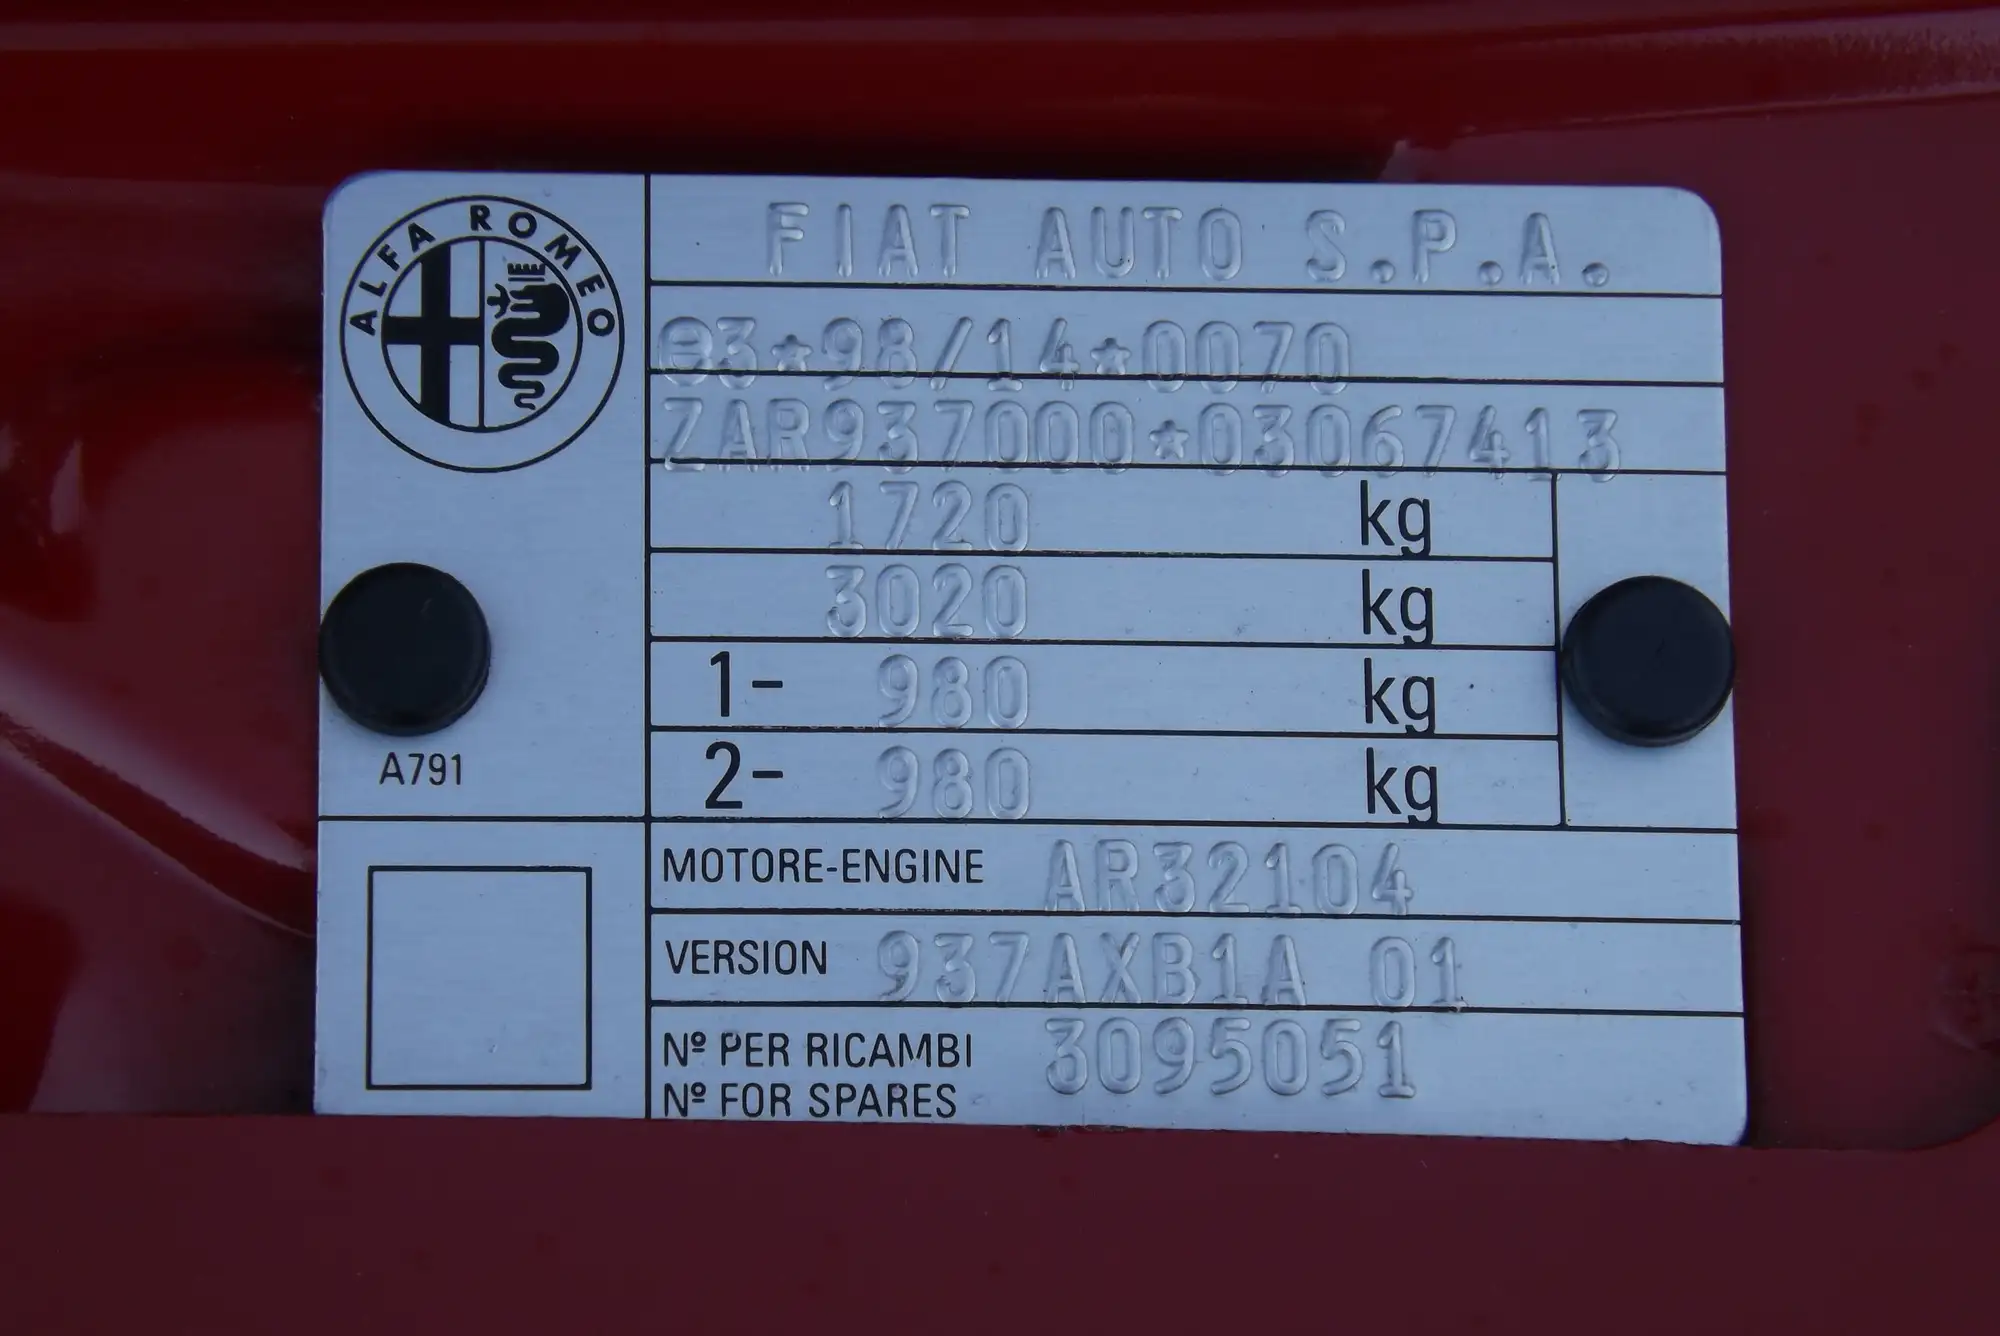 ALFA ROMEO
FIAT AUTO S.P.A.
e3*98/14*0070
ZAR937000*03067413
1720 kg
3020 kg
1- 980 kg
2- 980 kg
A791
MOTORE-ENGINE AR32104
VERSION 937AXB1A 01
Nº PER RICAMBI 3095051
Nº FOR SPARES